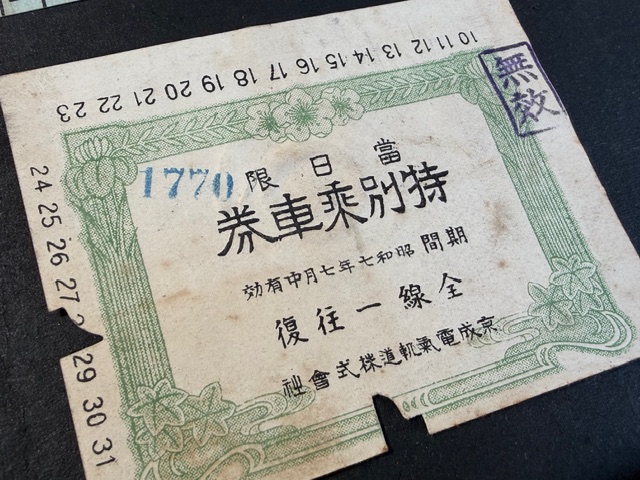 10 11 12 13 14 15 16 17 18 19 20 21 22 23
無效
當日限
1770
特別乘車券
期間 昭和七年七月中有効
全線一往復
京成電氣軌道株式會社
24 25 26 27 29 30 31